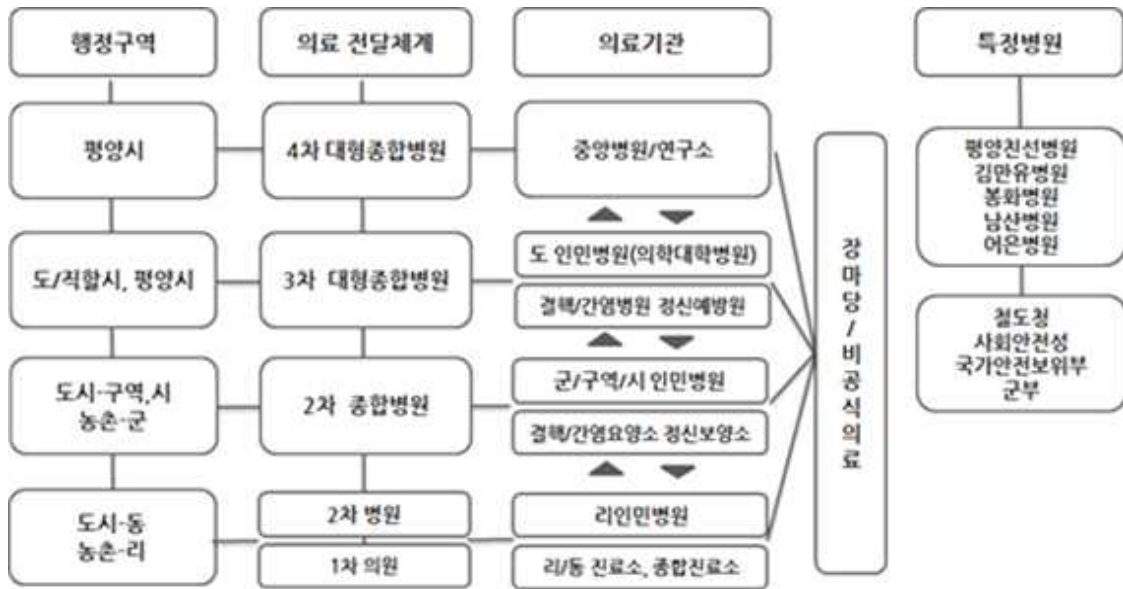 행정구역
의료 전달체계
의료기관
특정병원
평양시
4차 대형종합병원
중앙병원/연구소
도/직할시, 평양시
3차 대형종합병원
도 인민병원(의학대학병원)
결핵/간염병원 정신예방원
도시·구역,시
농촌·군
2차 종합병원
군/구역/시 인민병원
결핵/간염요양소 정신보양소
도시·동
농촌·리
2차 병원
1차 의원
리인민병원
리/동 진료소, 종합진료소
장마당/비공식의료
평양친선병원
김만유병원
봉화병원
남산병원
어은병원
철도청
사회안전성
국가안전보위부
군부